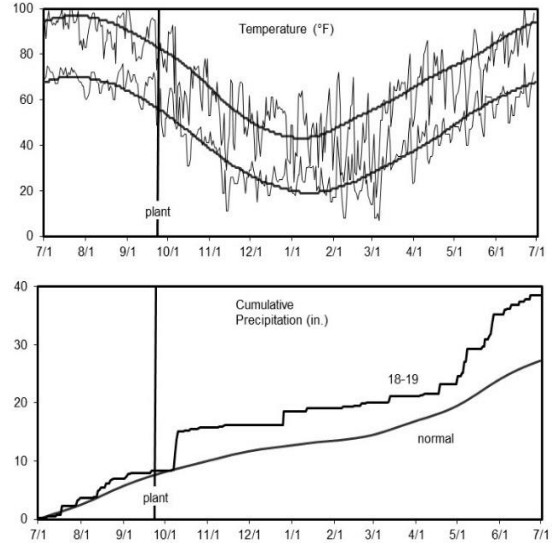 100
Temperature (°F)
80
60
40
20
plant
0
7/1 8/1 9/1 10/1 11/1 12/1 1/1 2/1 3/1 4/1 5/1 6/1 7/1
40
Cumulative
Precipitation (in.)
30
18-19
20
normal
10
plant
0
7/1 8/1 9/1 10/1 11/1 12/1 1/1 2/1 3/1 4/1 5/1 6/1 7/1